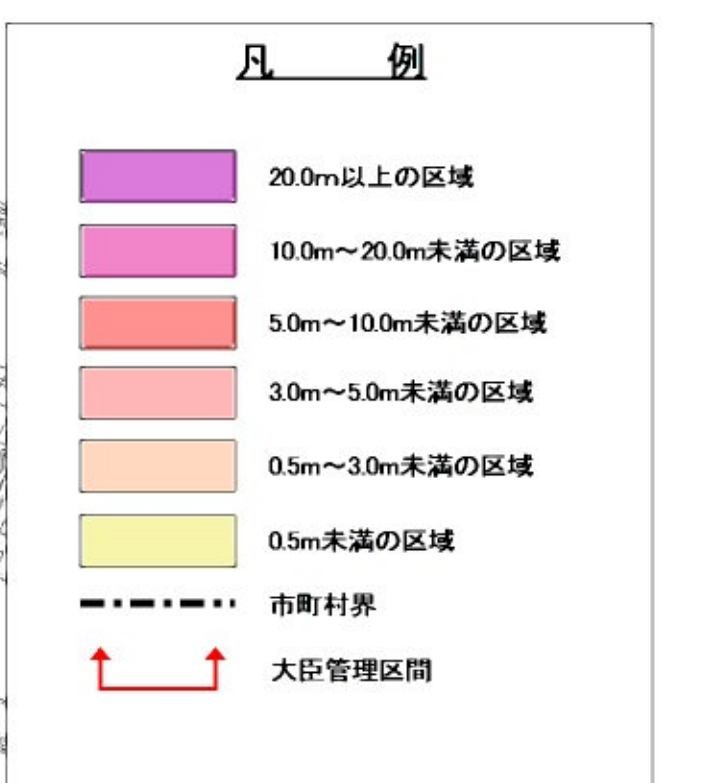 凡　　　例
20.0m以上の区域
10.0m～20.0m未満の区域
5.0m～10.0m未満の区域
3.0m～5.0m未満の区域
0.5m～3.0m未満の区域
0.5m未満の区域
市町村界
大臣管理区間